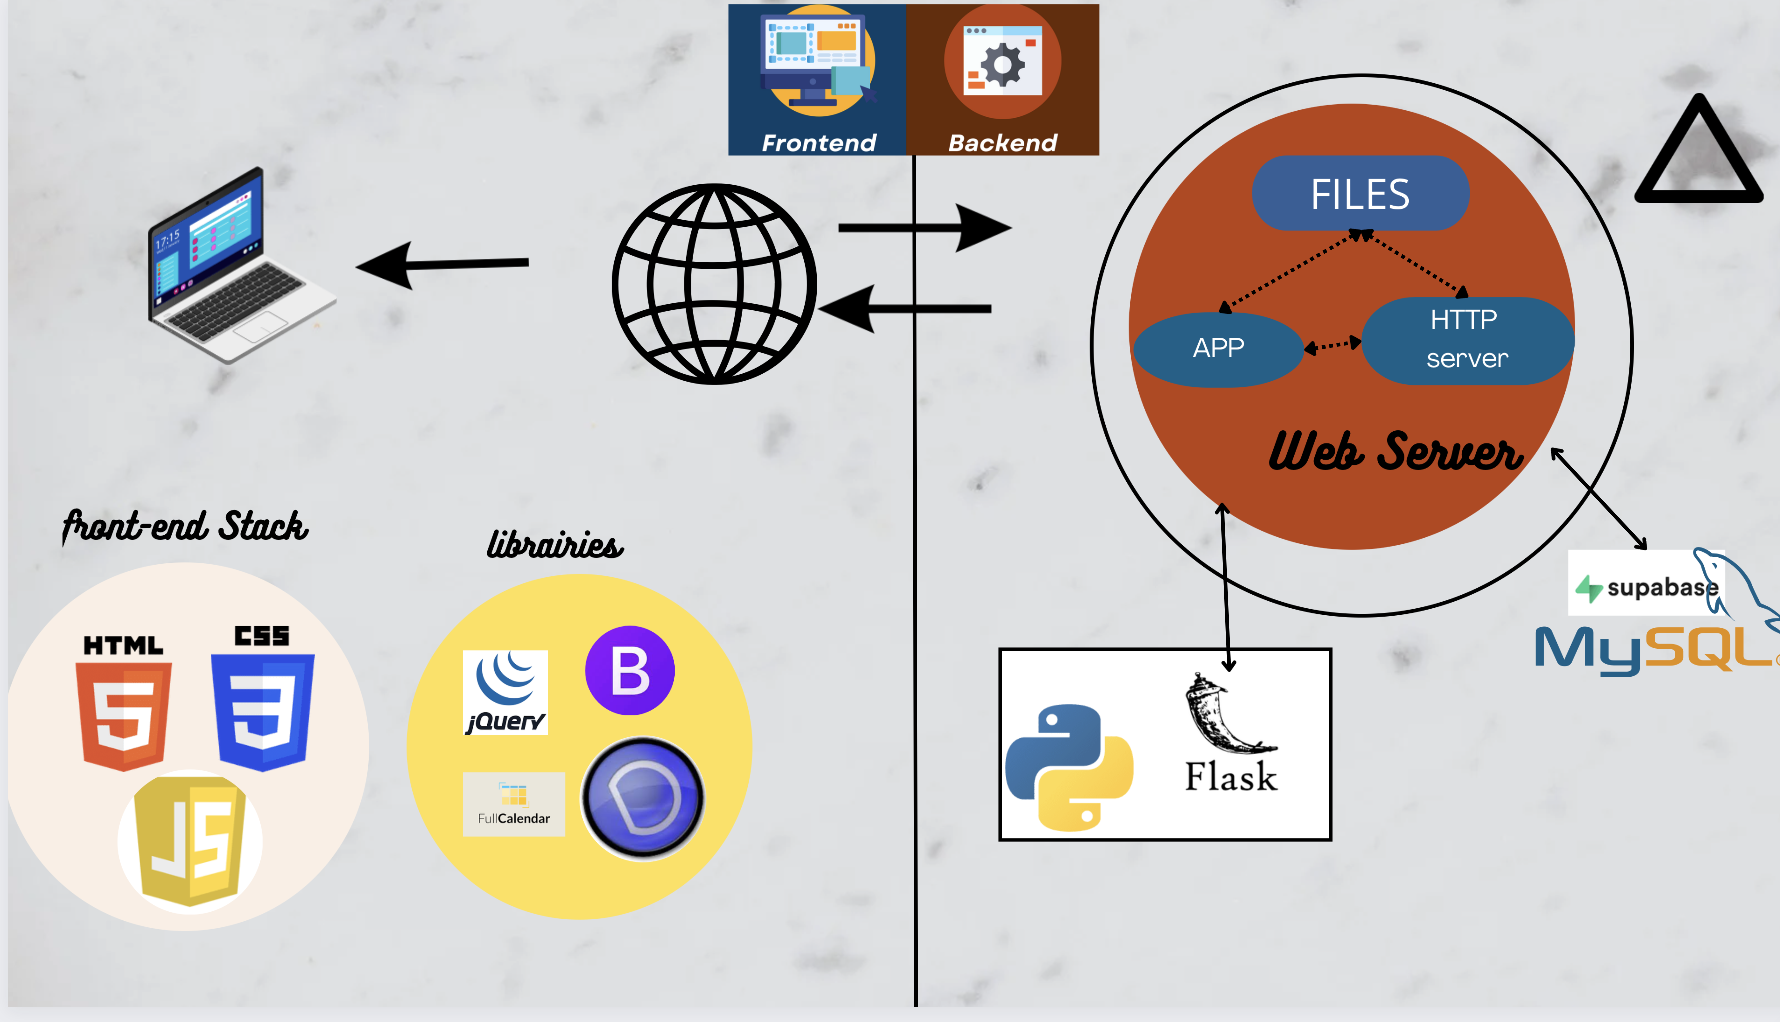 Frontend
Backend
17:15
FILES
APP
HTTP
server
Web Server
front-end Stack
librairies
HTML
5
CSS
3
JS
jQuery
B
FullCalendar
Flask
supabase
MySQL